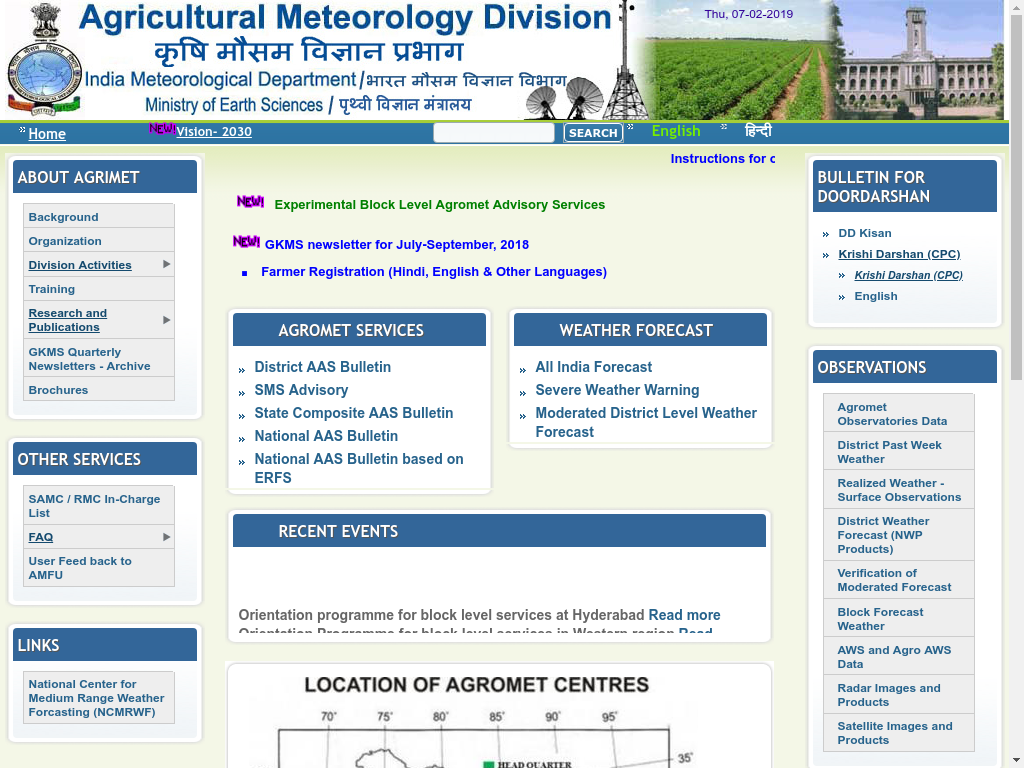 Agricultural Meteorology Division
कृषि मौसम विज्ञान प्रभाग
India Meteorological Department/भारत मौसम विज्ञान विभाग
Ministry of Earth Sciences / पृथ्वी विज्ञान मंत्रालय
Thu, 07-02-2019
Home
NEW! Vision- 2030
SEARCH
English
हिन्दी
Instructions for
ABOUT AGRIMET
Background
Organization
Division Activities
Training
Research and
Publications
GKMS Quarterly
Newsletters - Archive
Brochures
OTHER SERVICES
SAMC / RMC In-Charge
List
FAQ
User Feed back to
AMFU
LINKS
National Center for
Medium Range Weather
Forcasting (NCMRWF)
NEW! Experimental Block Level Agromet Advisory Services
NEW! GKMS newsletter for July-September, 2018
Farmer Registration (Hindi, English & Other Languages)
AGROMET SERVICES
District AAS Bulletin
SMS Advisory
State Composite AAS Bulletin
National AAS Bulletin
National AAS Bulletin based on
ERFS
WEATHER FORECAST
All India Forecast
Severe Weather Warning
Moderated District Level Weather
Forecast
RECENT EVENTS
Orientation programme for block level services at Hyderabad Read more
Orientation Programme for block level services in Western region Read
LOCATION OF AGROMET CENTRES
70° 75° 80° 85° 90° 95°
35°
HEAD QUARTER
BULLETIN FOR
DOORDARSHAN
DD Kisan
Krishi Darshan (CPC)
Krishi Darshan (CPC)
English
OBSERVATIONS
Agromet
Observatories Data
District Past Week
Weather
Realized Weather -
Surface Observations
District Weather
Forecast (NWP
Products)
Verification of
Moderated Forecast
Block Forecast
Weather
AWS and Agro AWS
Data
Radar Images and
Products
Satellite Images and
Products